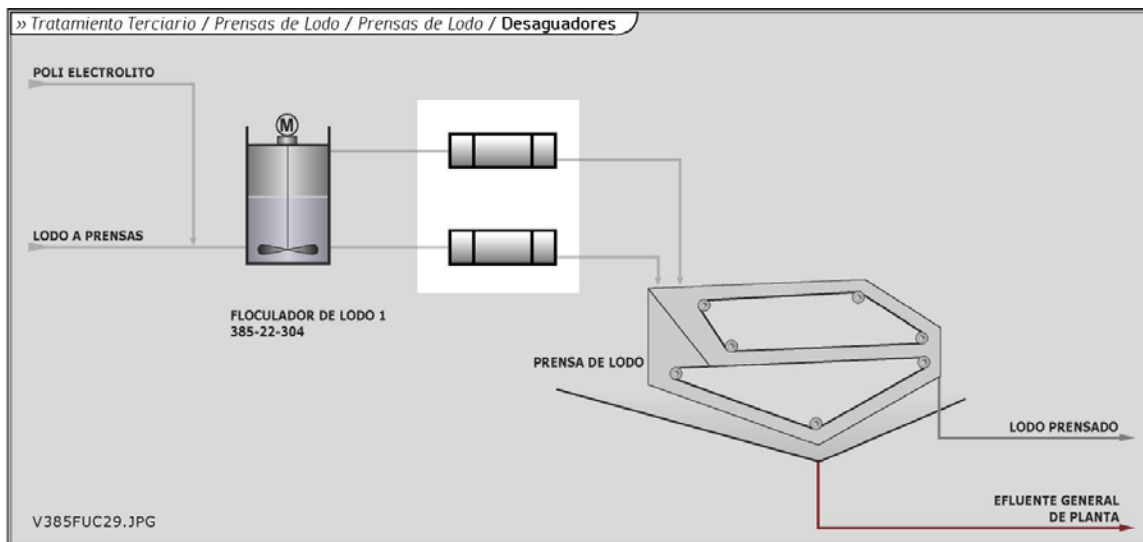 » Tratamiento Terciario / Prensas de Lodo / Prensas de Lodo / Desaguadores
POLI ELECTROLITO
M
LODO A PRENSAS
FLOCULADOR DE LODO 1
385-22-304
PRENSA DE LODO
LODO PRENSADO
EFLUENTE GENERAL
DE PLANTA
V385FUC29.JPG